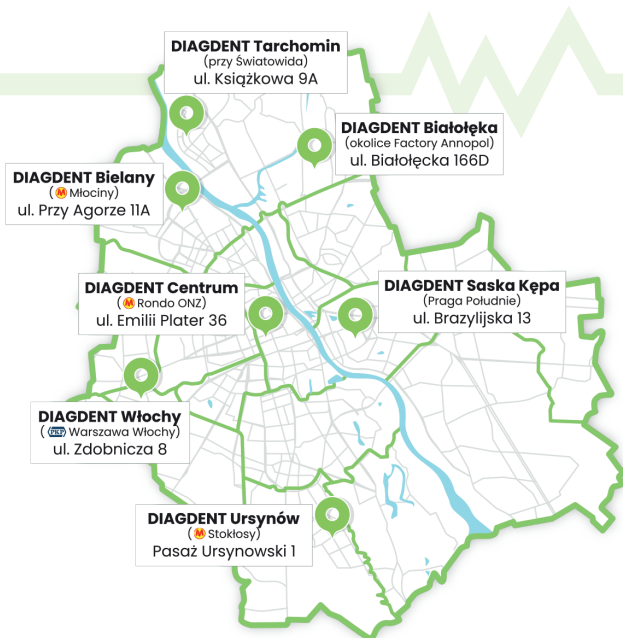 DIAGDENT Tarchomin
(przy Światowida)
ul. Książkowa 9A
DIAGDENT Białołęka
(okolice Factory Annopol)
ul. Białołęcka 166D
DIAGDENT Bielany
(M Młociny)
ul. Przy Agorze 11A
DIAGDENT Centrum
(M Rondo ONZ)
ul. Emilii Plater 36
DIAGDENT Saska Kępa
(Praga Południe)
ul. Brazylijska 13
DIAGDENT Włochy
(PKP Warszawa Włochy)
ul. Zdobnicza 8
DIAGDENT Ursynów
(M Stokłosy)
Pasaż Ursynowski 1